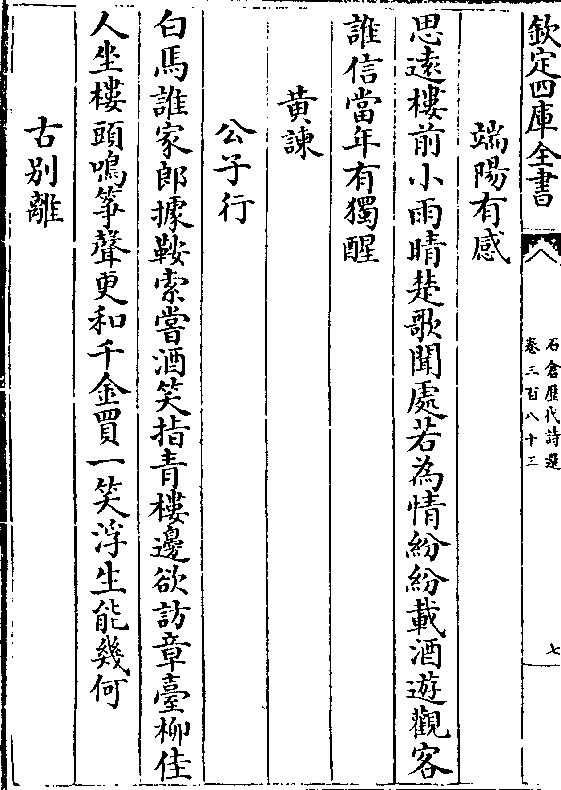 欽定四庫全書
石倉歷代詩選
卷三百八十三
七
端陽有感
思遠樓前小雨晴楚歌聞處若為情紛紛載酒遊觀客
誰信當年有獨醒
黄諫
公子行
白馬誰家郎據鞍索嘗酒笑指青樓邊欲訪章臺柳佳
人坐樓頭鳴筝聲更和千金買一笑浮生能幾何
古别離